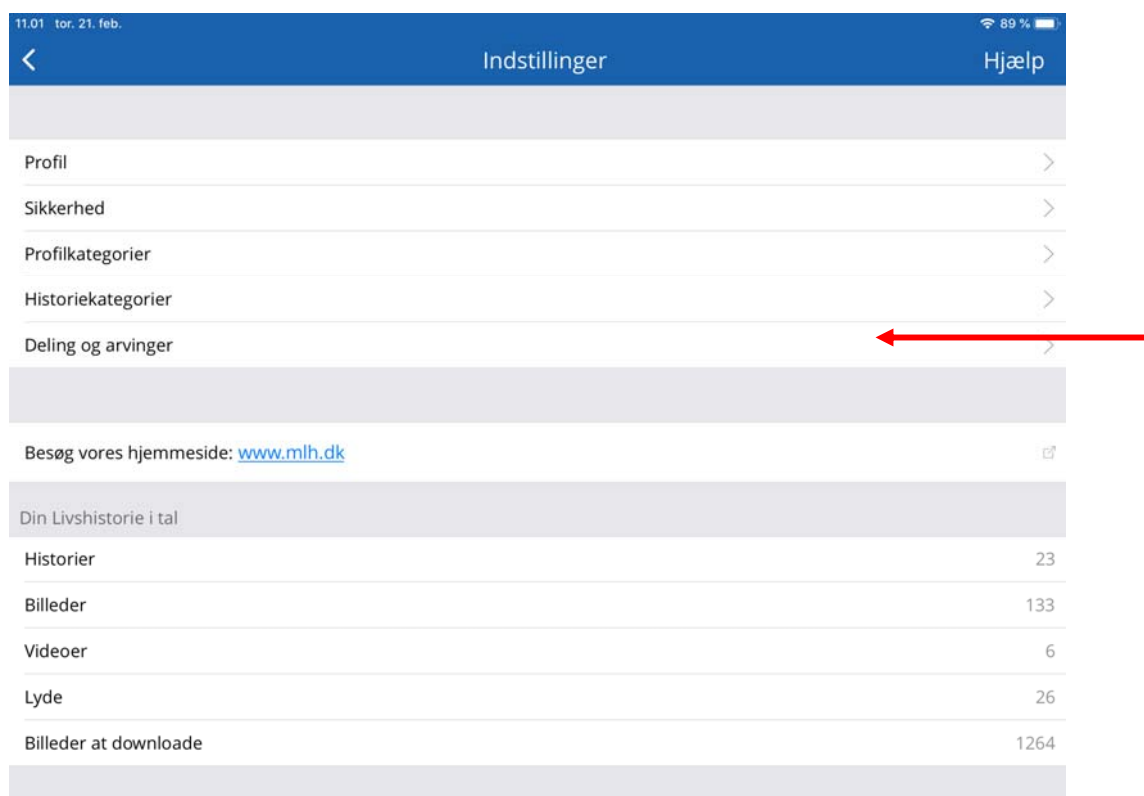 11.01 tor. 21. feb. 89 %
Indstillinger Hjælp
Profil
Sikkerhed
Profilkategorier
Historiekategorier
Deling og arvinger
Besøg vores hjemmeside: www.mlh.dk
Din Livshistorie i tal
Historier 23
Billeder 133
Videoer 6
Lyde 26
Billeder at downloade 1264